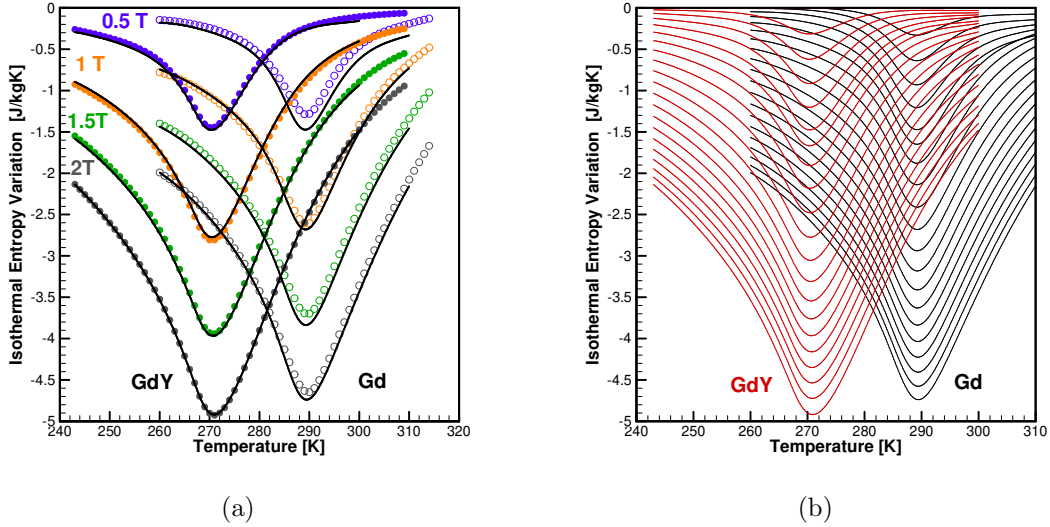 0
-0.5
-1
-1.5
-2
-2.5
-3
-3.5
-4
-4.5
-5
240 250 260 270 280 290 300 310 320
Temperature [K]
Isothermal Entropy Variation [J/kgK]
0.5 T
1 T
1.5T
2T
GdY
Gd
(a)
0
-0.5
-1
-1.5
-2
-2.5
-3
-3.5
-4
-4.5
-5
240 250 260 270 280 290 300 310
Temperature [K]
Isothermal Entropy Variation [J/kgK]
GdY
Gd
(b)